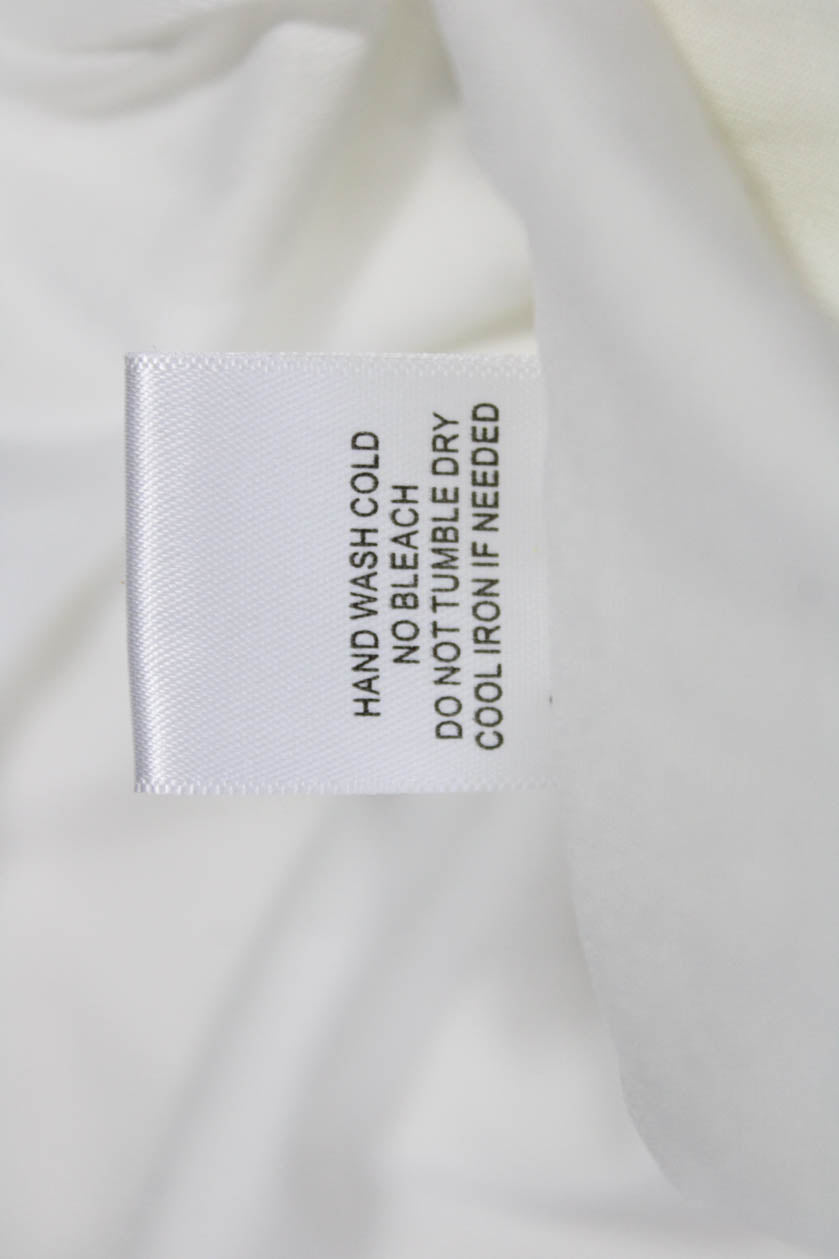 HAND WASH COLD
NO BLEACH
DO NOT TUMBLE DRY
COOL IRON IF NEEDED